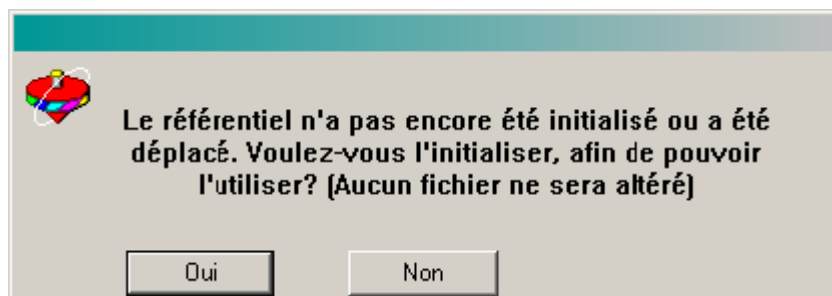 Le référentiel n'a pas encore été initialisé ou a été
déplacé. Voulez-vous l'initialiser, afin de pouvoir
l'utiliser? (Aucun fichier ne sera altéré)
Oui Non